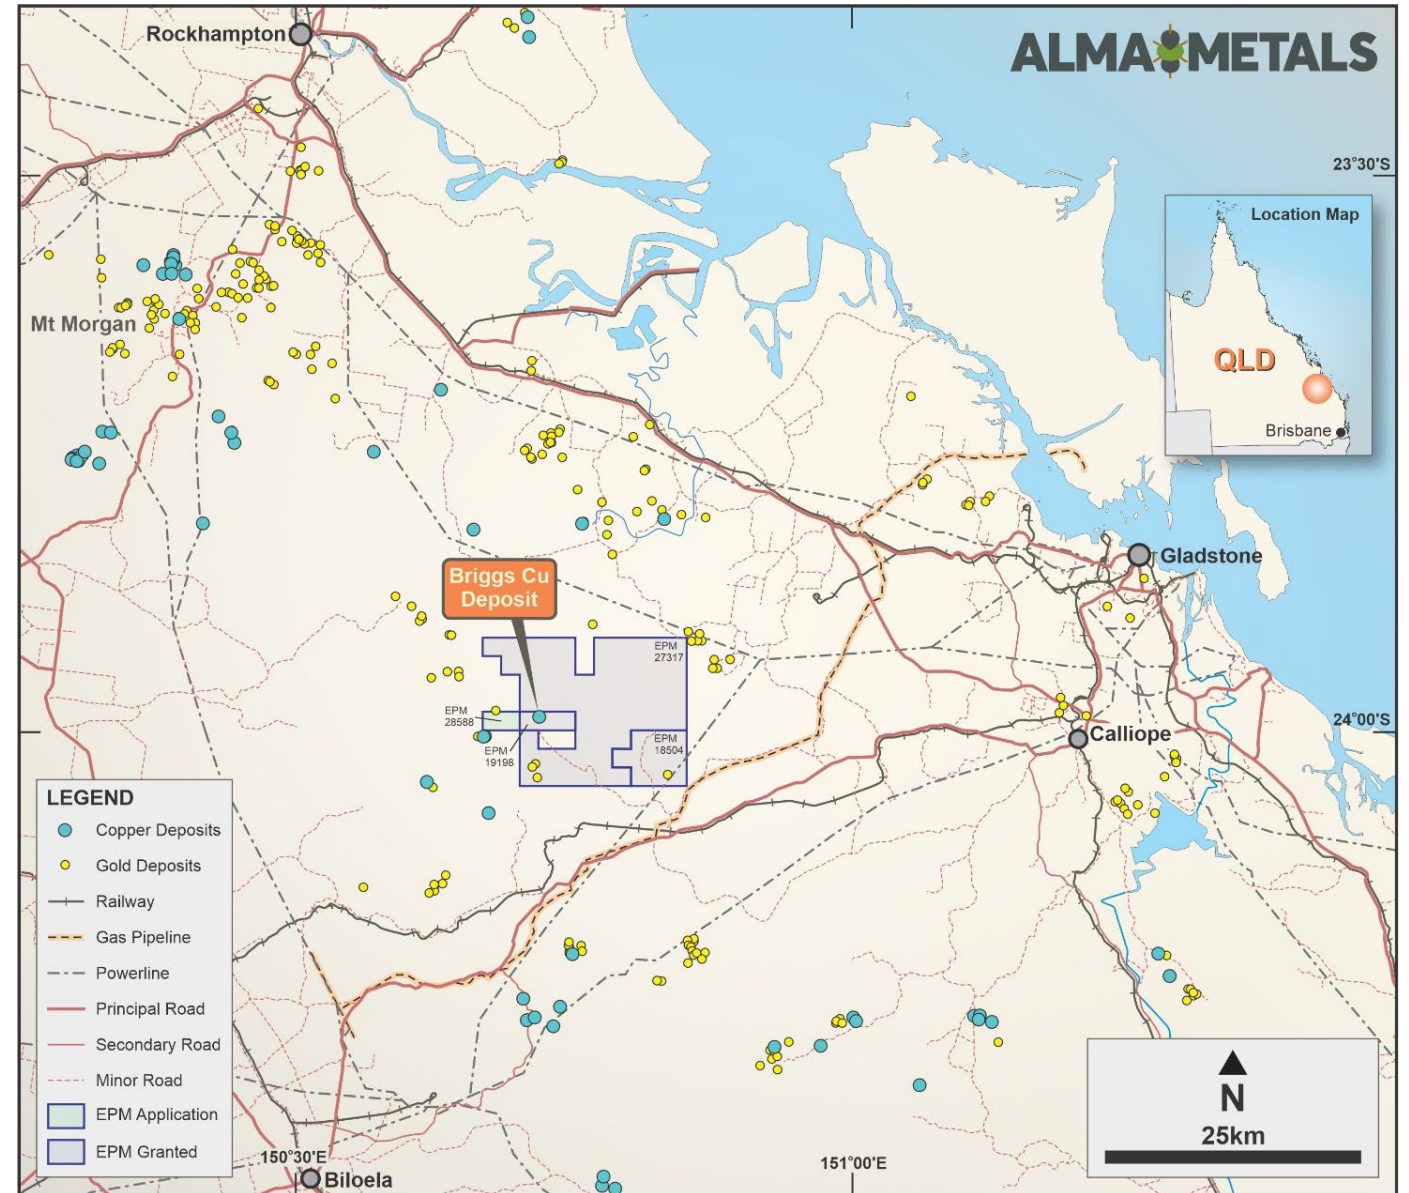 Rockhampton
ALMA METALS
23°30'S
Location Map
QLD
Brisbane
Mt Morgan
Gladstone
Briggs Cu
Deposit
EPM
27317
EPM
28588
EPM
19198
EPM
18504
24°00'S
Calliope
LEGEND
Copper Deposits
Gold Deposits
Railway
Gas Pipeline
Powerline
Principal Road
Secondary Road
Minor Road
EPM Application
EPM Granted
N
25km
150°30'E
151°00'E
Biloela